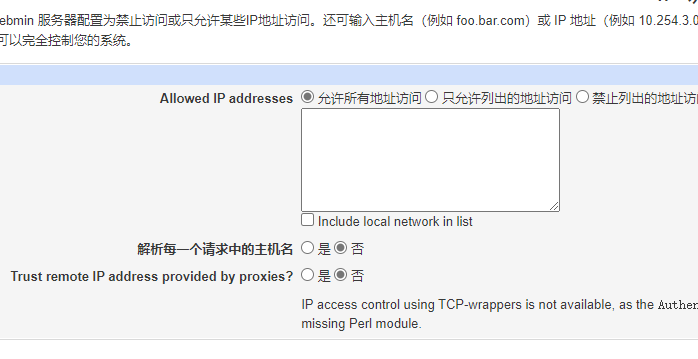 ebmin 服务器配置为禁止访问或只允许某些IP地址访问。还可输入主机名（例如 foo.bar.com）或 IP 地址（例如 10.254.3.0
可以完全控制您的系统。
Allowed IP addresses 允许所有地址访问 只允许列出的地址访问 禁止列出的地址访
Include local network in list
解析每一个请求中的主机名 是 否
Trust remote IP address provided by proxies? 是 否
IP access control using TCP-wrappers is not available, as the Authen
missing Perl module.